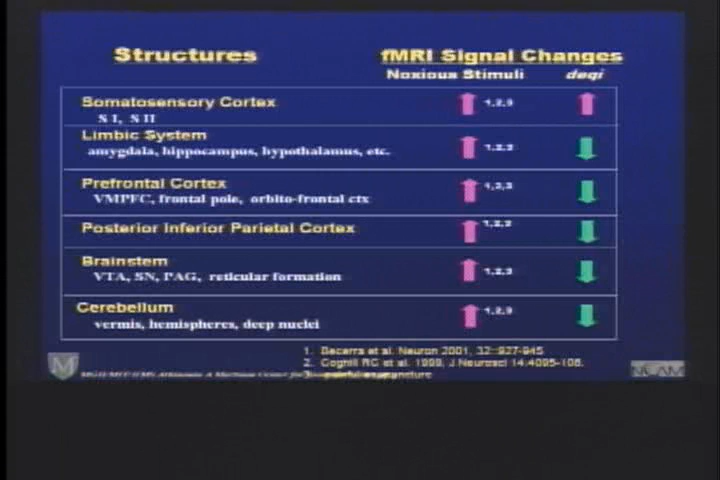 Structures
fMRI Signal Changes
Noxious Stimuli
deqi
Somatosensory Cortex
1,2,3
S I, S II
Limbic System
amygdala, hippocampus, hypothalamus, etc.
1,2,3
Prefrontal Cortex
1,2,3
VMPFC, frontal pole, orbito-frontal ctx
Posterior Inferior Parietal Cortex
1,2,3
Brainstem
VTA, SN, PAG, reticular formation
1,2,3
Cerebellum
1,2,3
vermis, hemispheres, deep nuclei
1. Becerra et al. Neuron 2001, 32:927-945.
2. Coghill RC et al. 1999, J Neurosci 14:4095-108.
NCAM